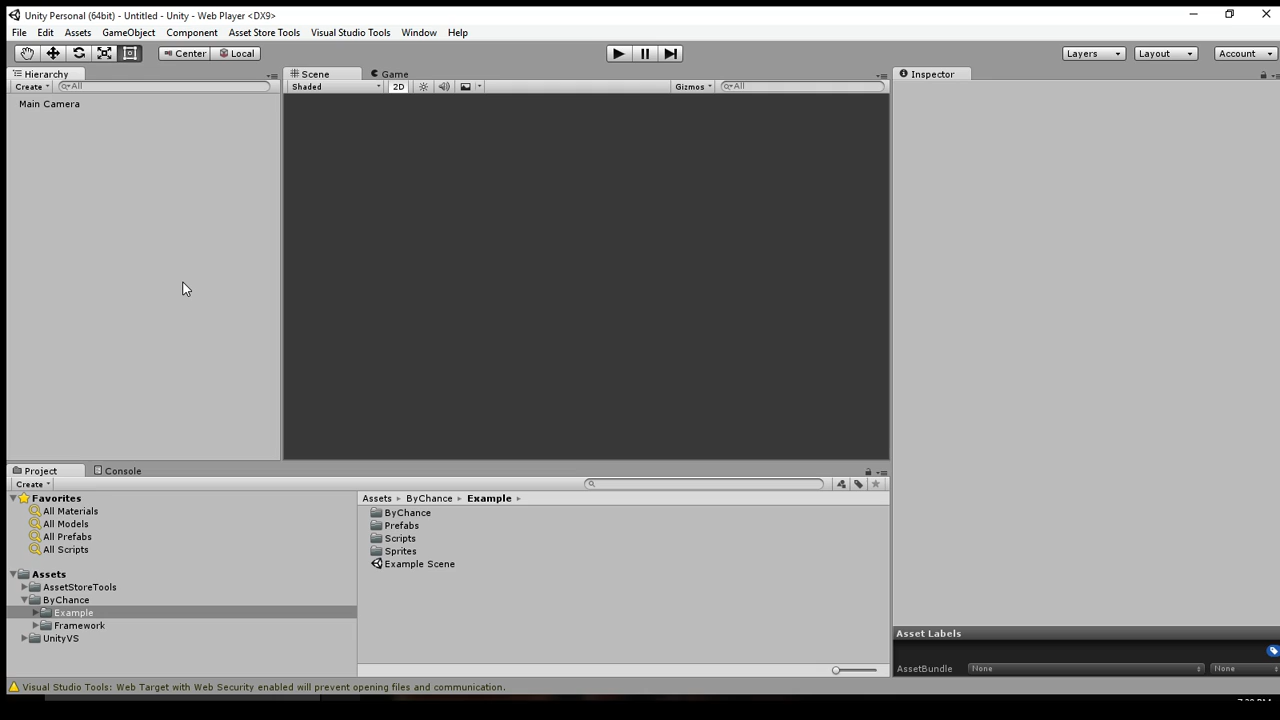 Unity Personal (64bit) - Untitled - Unity - Web Player <DX9>
File Edit Assets GameObject Component Asset Store Tools Visual Studio Tools Window Help
Center Local Layers Layout Account
Hierarchy Scene Game Inspector
Create All Shaded 2D Gizmos All
Main Camera
Project Console
Create
Favorites
All Materials
All Models
All Prefabs
All Scripts
Assets
AssetStoreTools
ByChance
Example
Framework
UnityVS
Assets ByChance Example
ByChance
Prefabs
Scripts
Sprites
Example Scene
Asset Labels
AssetBundle None None
Visual Studio Tools: Web Target with Web Security enabled will prevent opening files and communication.